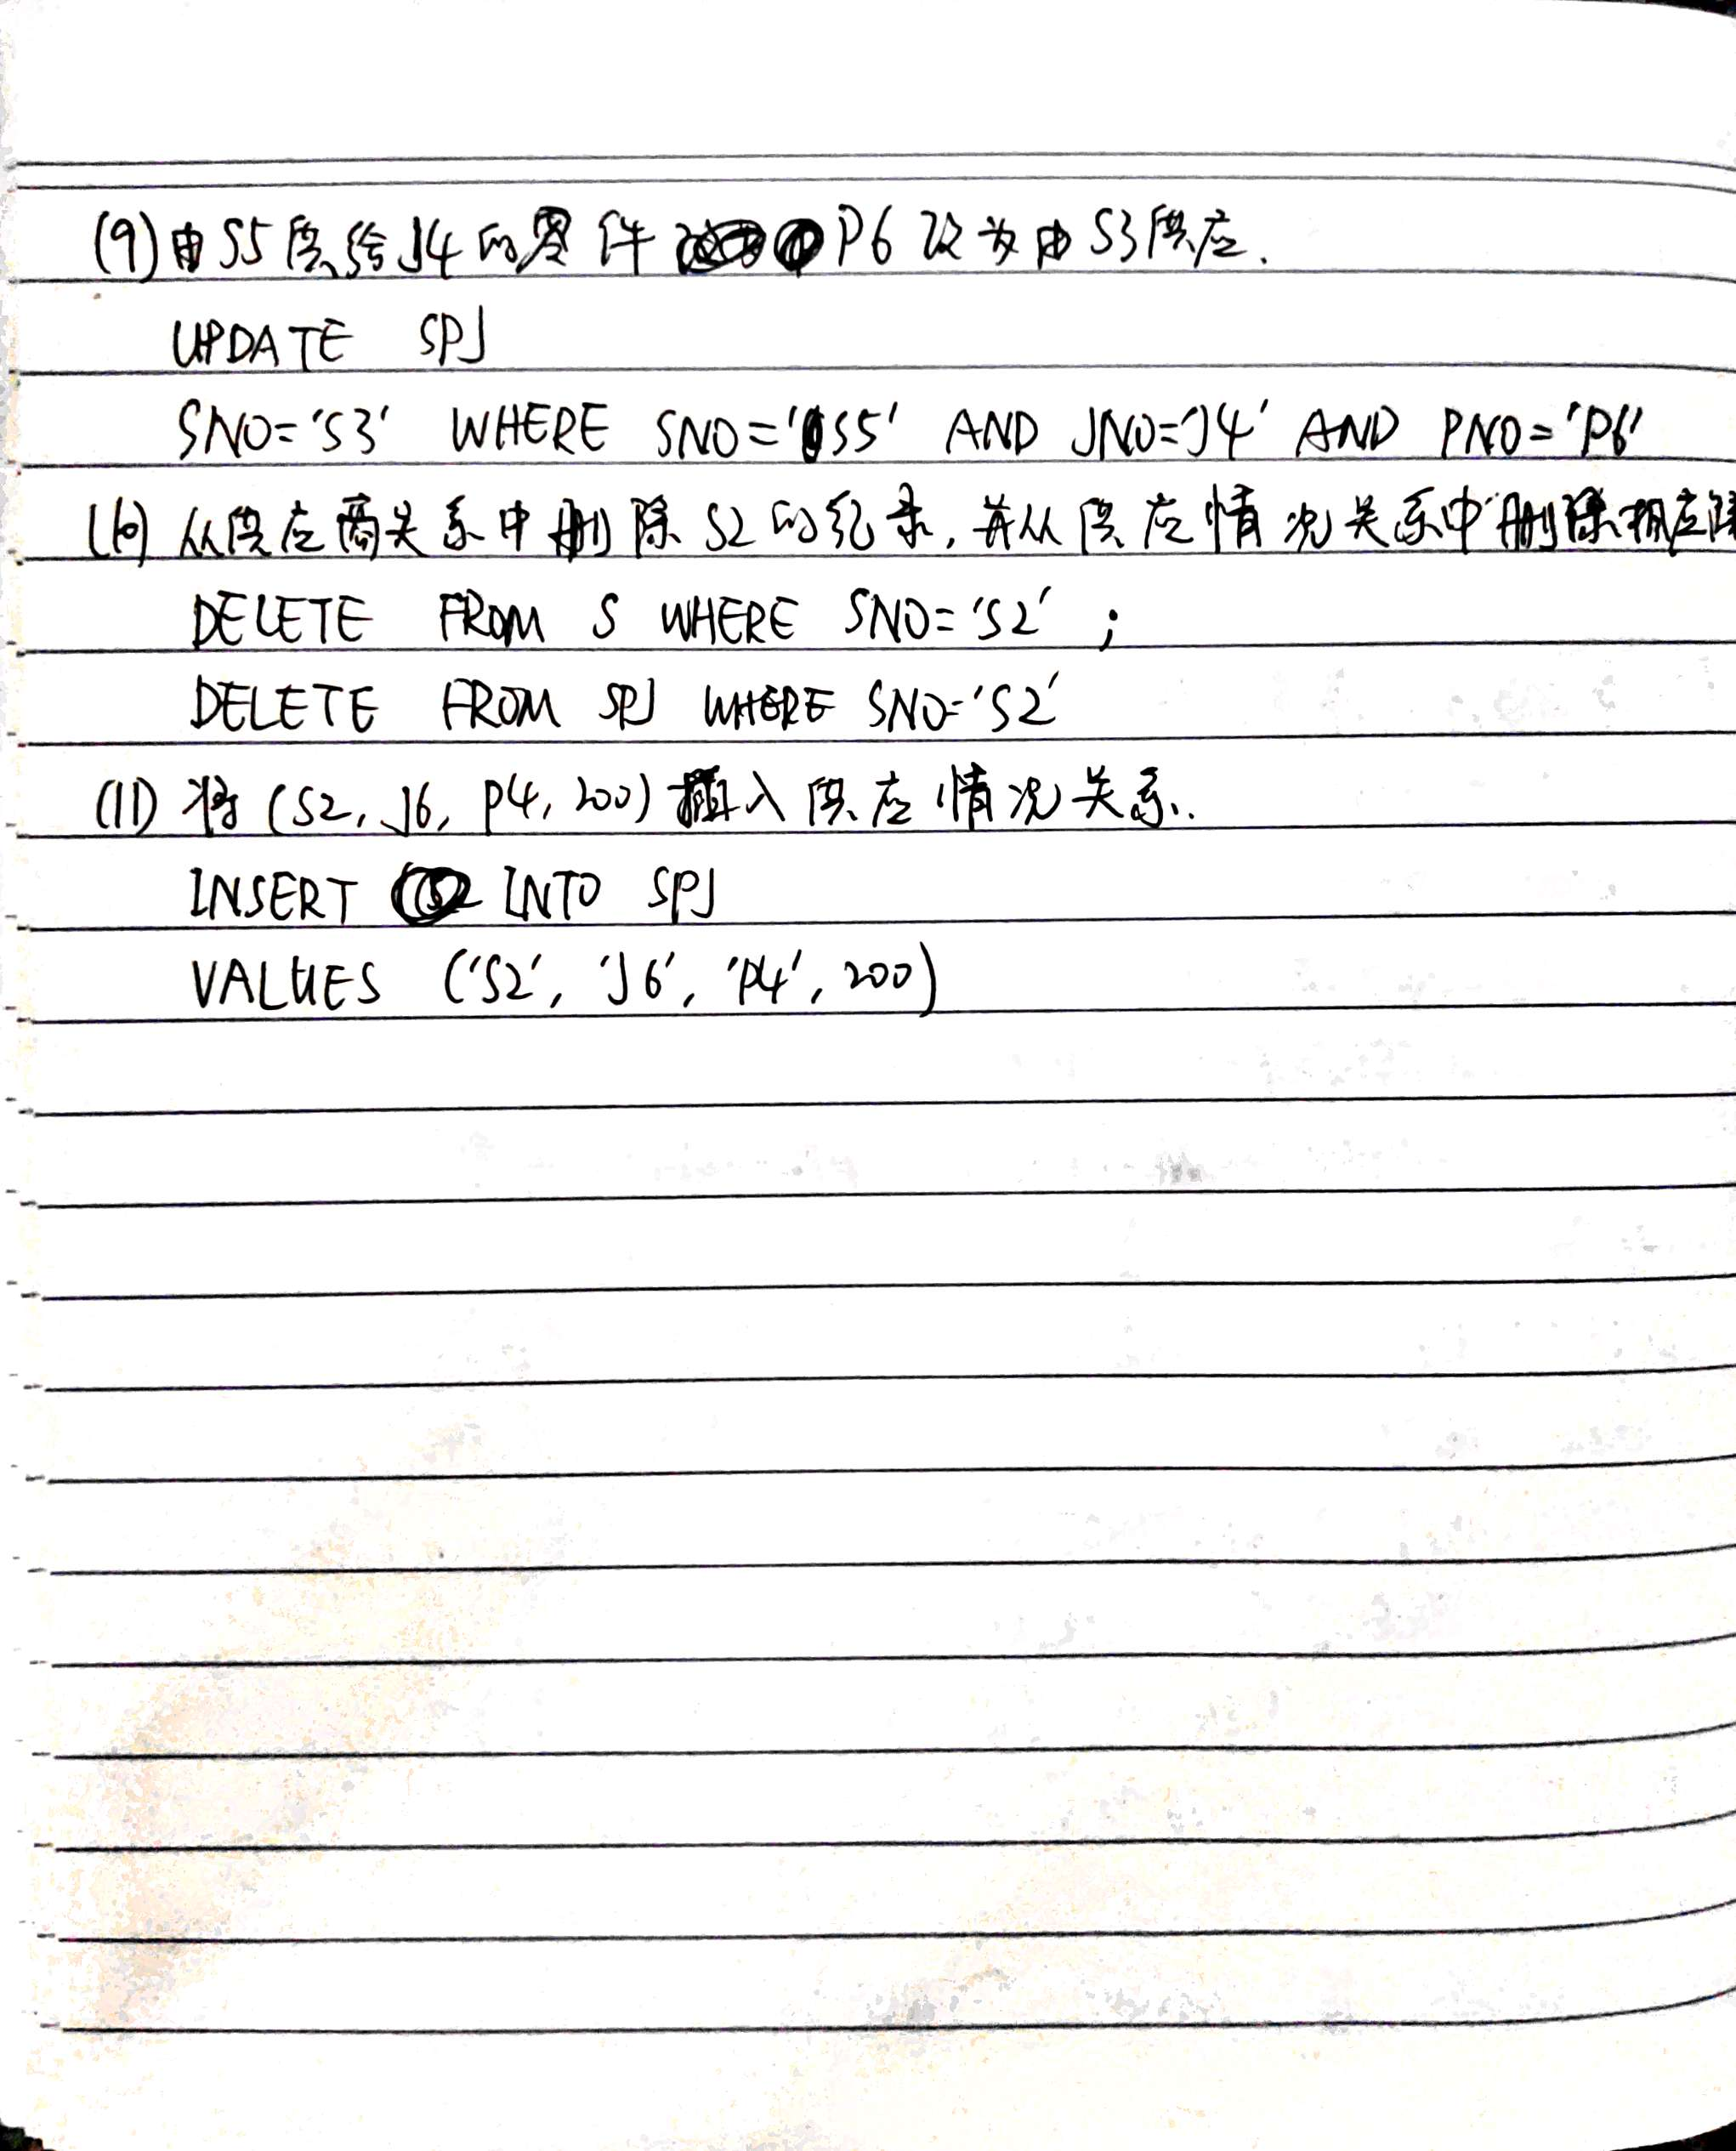 (9)由S5供给J4的零件P6改为由S3供应.
UPDATE SPJ
SNO='S3' WHERE SNO='S5' AND JNO='J4' AND PNO='P6'
(10) 从供应商关系中删除S2的纪录,并从供应情况关系中删除相应
DELETE FROM S WHERE SNO='S2' ;
DELETE FROM SPJ WHERE SNO='S2'
(11) 将(S2, J6, P4, 200)插入供应情况关系.
INSERT INTO SPJ
VALUES ('S2', 'J6', 'P4', 200)